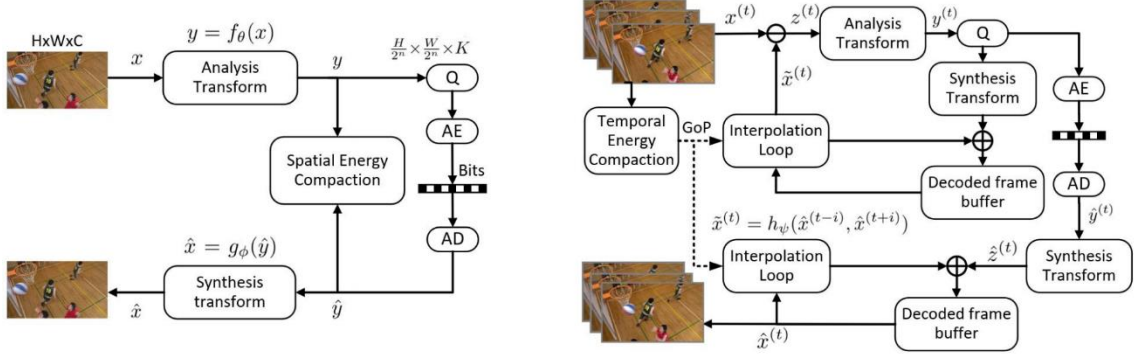 HxWxC
x
y = f_θ(x)
Analysis
Transform
y
H/2^n × W/2^n × K
Q
AE
Bits
AD
Spatial Energy
Compaction
x̂ = g_φ(ŷ)
Synthesis
transform
x̂
ŷ
x^(t)
z^(t)
Analysis
Transform
y^(t)
Q
Synthesis
Transform
AE
x̃^(t)
Temporal
Energy
Compaction
GoP
Interpolation
Loop
Decoded frame
buffer
AD
ŷ^(t)
x̃^(t) = h_ψ(x̂^(t−i), x̂^(t+i))
Interpolation
Loop
ẑ^(t)
Synthesis
Transform
Decoded frame
buffer
x̂^(t)